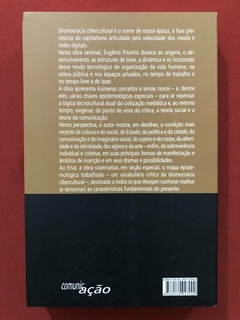 Dromocracia cibercultural é o nome de nossa época, a fase pla-
netária do capitalismo articulada pela velocidade dos media e
redes digitais.
Nesta obra seminal, Eugênio Trivinho disseca as origens, o de-
senvolvimento, as estruturas de base, a dinâmica e os horizontes
desse modo tecnológico de organização da vida humana, na
esfera pública e nos espaços privados, no tempo de trabalho e
no tempo livre e de lazer.
A obra apresenta inúmeros conceitos e temas novos – e, dentre
eles, várias chaves epistemológicas especiais – para se repensar
a lógica tecnocultural atual da civilização mediática e, ao mesmo
tempo, oxigenar, do ponto de vista da crítica, a teoria social da
comunicação.
Nessa perspectiva, o autor mostra, em detalhes, a condição mais
recente da cultura e do social, do Estado, da política e da cidade, da
comunicação e do imaginário social, do sujeito e do corpo, da alteri-
dade e da identidade, dos signos e da arte – enfim, da sobrevivência
individual e coletiva, em suas principais formas de manifestação e
âmbitos de inserção e em seus dramas e possibilidades.
Ao final, a obra sistematiza, em seção especial, o mapa episte-
mológico trabalhado – um vocabulário crítico da dromocracia
cibercultural –, destinado a todos os que desejam conhecer melhor
(e tensionar) as características fundamentais do presente.
comunic
ação